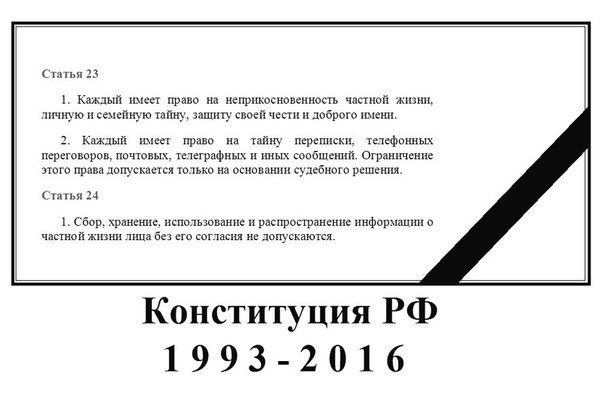 Статья 23
1. Каждый имеет право на неприкосновенность частной жизни,
личную и семейную тайну, защиту своей чести и доброго имени.
2. Каждый имеет право на тайну переписки, телефонных
переговоров, почтовых, телеграфных и иных сообщений. Ограничение
этого права допускается только на основании судебного решения.
Статья 24
1. Сбор, хранение, использование и распространение информации о
частной жизни лица без его согласия не допускаются.
Конституция РФ
1993-2016